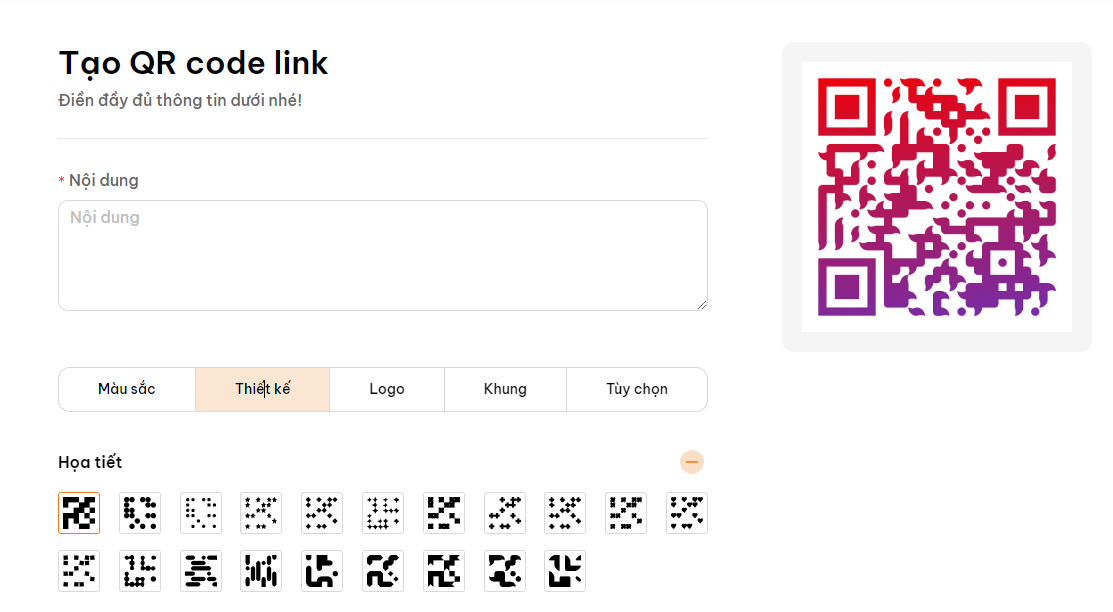 Tạo QR code link
Điền đầy đủ thông tin dưới nhé!
* Nội dung
Nội dung
Màu sắc
Thiết kế
Logo
Khung
Tùy chọn
Họa tiết